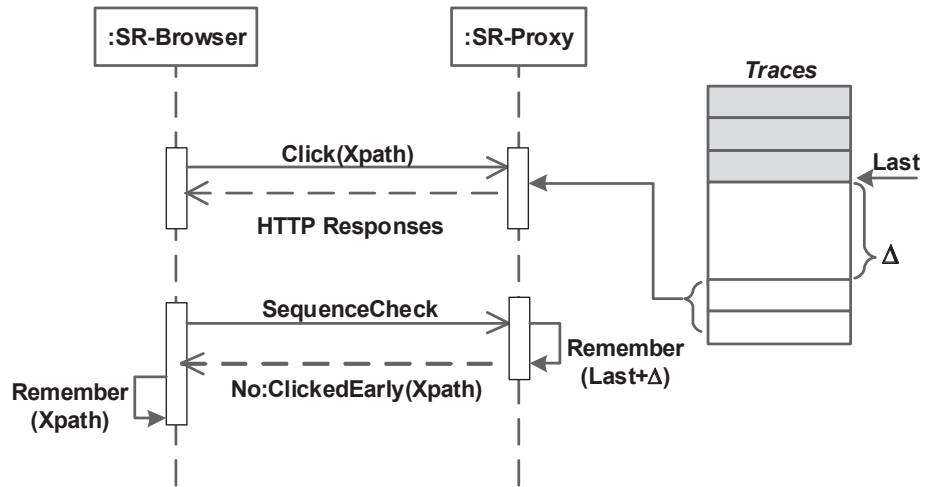 :SR-Browser
:SR-Proxy
Traces
Click(Xpath)
Last
HTTP Responses
Δ
SequenceCheck
Remember
(Last+Δ)
No:ClickedEarly(Xpath)
Remember
(Xpath)